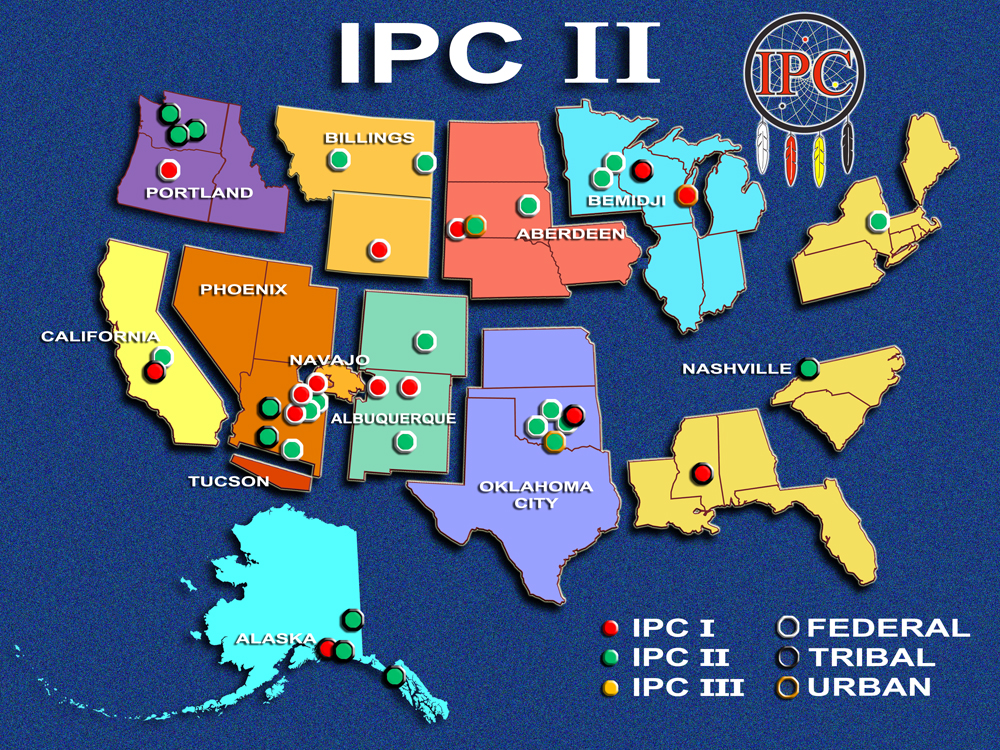 IPC II
IPC
BILLINGS
PORTLAND
BEMIDJI
ABERDEEN
PHOENIX
CALIFORNIA
NAVAJO
NASHVILLE
ALBUQUERQUE
TUCSON
OKLAHOMA
CITY
ALASKA
IPC I
FEDERAL
IPC II
TRIBAL
IPC III
URBAN